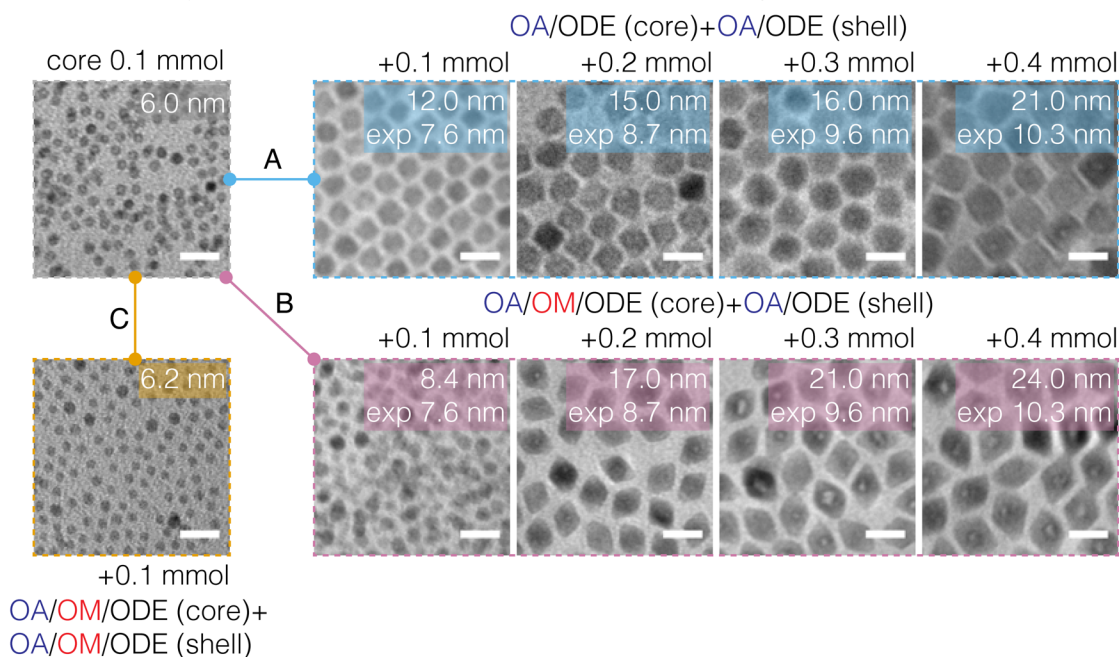 OA/ODE (core)+OA/ODE (shell)
core 0.1 mmol
+0.1 mmol
+0.2 mmol
+0.3 mmol
+0.4 mmol
6.0 nm
12.0 nm
exp 7.6 nm
15.0 nm
exp 8.7 nm
16.0 nm
exp 9.6 nm
21.0 nm
exp 10.3 nm
A
B
C
OA/OM/ODE (core)+OA/ODE (shell)
+0.1 mmol
+0.2 mmol
+0.3 mmol
+0.4 mmol
6.2 nm
8.4 nm
exp 7.6 nm
17.0 nm
exp 8.7 nm
21.0 nm
exp 9.6 nm
24.0 nm
exp 10.3 nm
+0.1 mmol
OA/OM/ODE (core)+
OA/OM/ODE (shell)